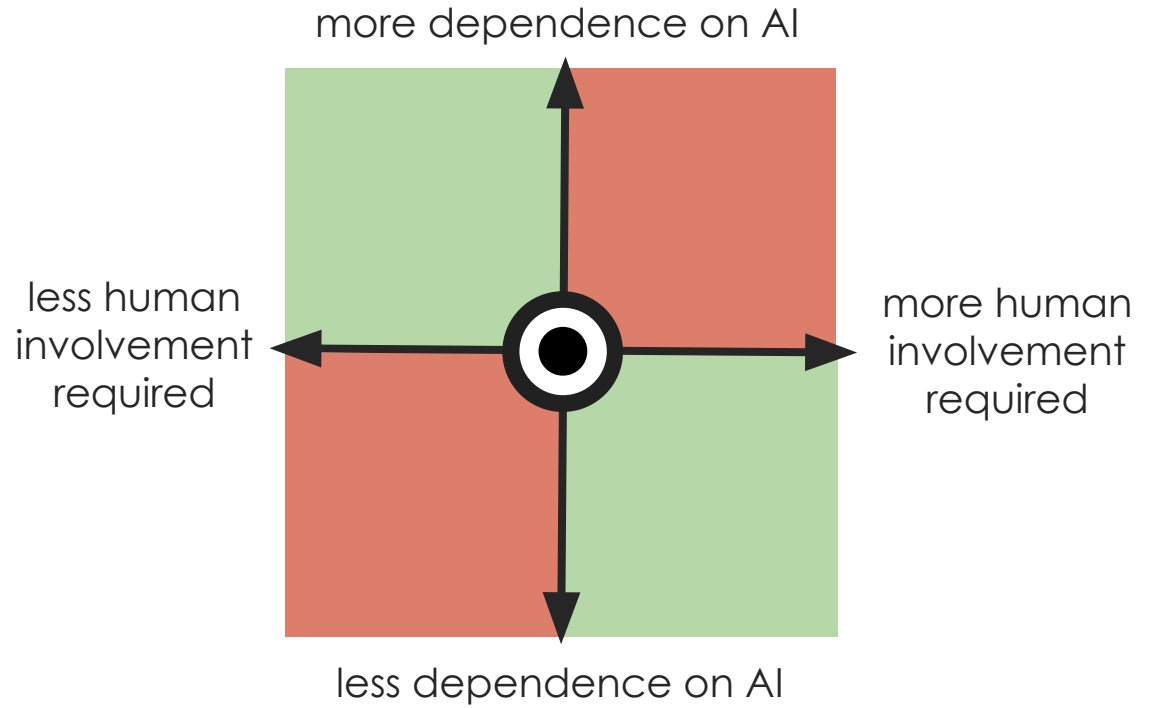 more dependence on AI
less human
involvement
required
more human
involvement
required
less dependence on AI